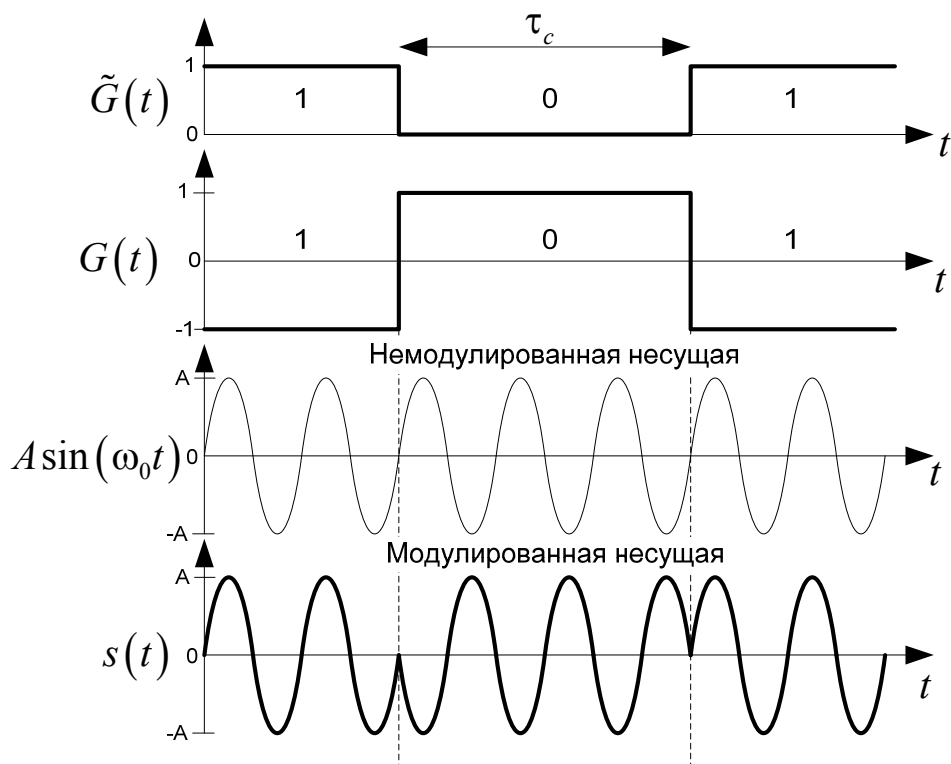 τ_c
1
G̃(t)
1 0 1
0
t
1
1 0 1
G(t)
0
t
-1
Немодулированная несущая
A
A sin(ω₀t)
0
t
-A
Модулированная несущая
A
s(t)
0
t
-A